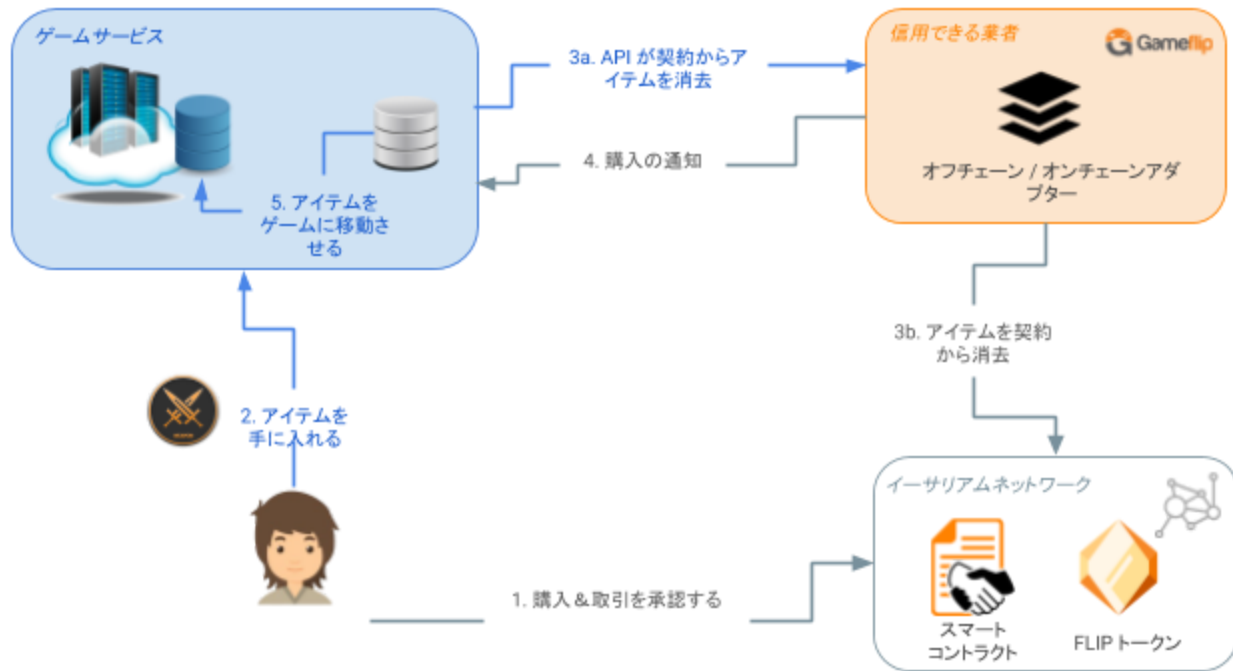 ゲームサービス
3a. API が契約からア
イテムを消去
信用できる業者
Gameflip
4. 購入の通知
オフチェーン / オンチェーンアダ
プター
5. アイテムを
ゲームに移動さ
せる
3b. アイテムを契約
から消去
2. アイテムを
手に入れる
イーサリアムネットワーク
1. 購入＆取引を承認する
スマート
コントラクト
FLIP トークン